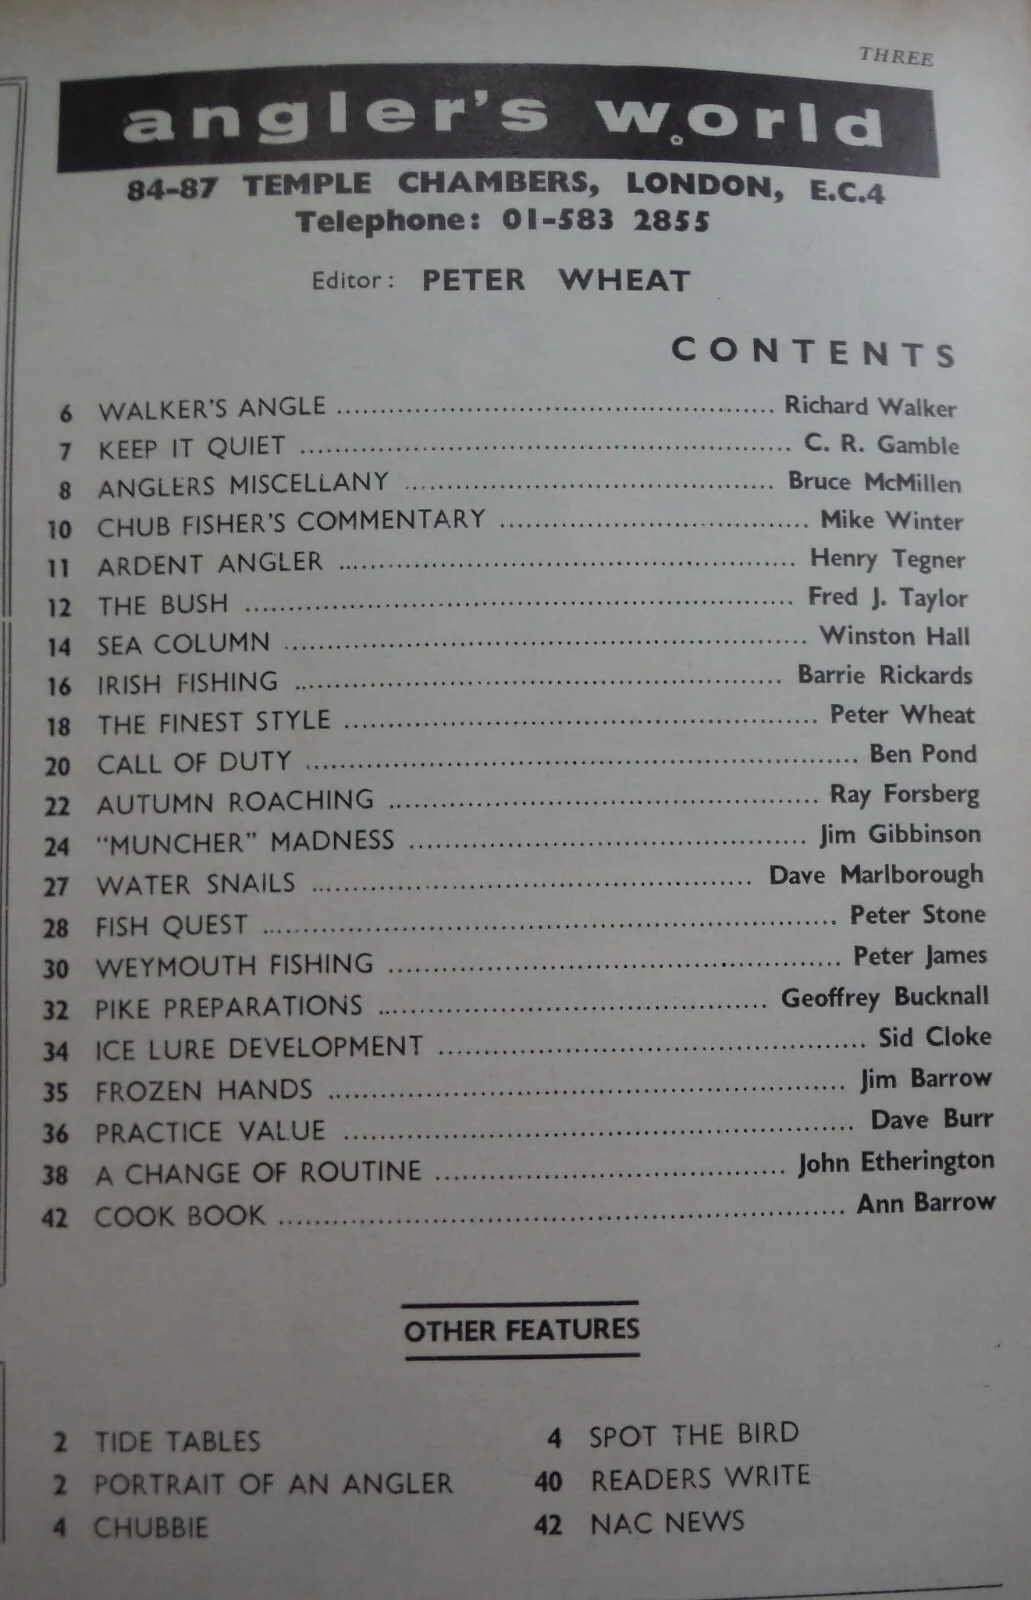 THREE
angler's world
84-87 TEMPLE CHAMBERS, LONDON, E.C.4
Telephone: 01-583 2855
Editor: PETER WHEAT
CONTENTS
6 WALKER'S ANGLE ........ Richard Walker
7 KEEP IT QUIET ........ C. R. Gamble
8 ANGLERS MISCELLANY ........ Bruce McMillen
10 CHUB FISHER'S COMMENTARY ........ Mike Winter
11 ARDENT ANGLER ........ Henry Tegner
12 THE BUSH ........ Fred J. Taylor
14 SEA COLUMN ........ Winston Hall
16 IRISH FISHING ........ Barrie Rickards
18 THE FINEST STYLE ........ Peter Wheat
20 CALL OF DUTY ........ Ben Pond
22 AUTUMN ROACHING ........ Ray Forsberg
24 "MUNCHER" MADNESS ........ Jim Gibbinson
27 WATER SNAILS ........ Dave Marlborough
28 FISH QUEST ........ Peter Stone
30 WEYMOUTH FISHING ........ Peter James
32 PIKE PREPARATIONS ........ Geoffrey Bucknall
34 ICE LURE DEVELOPMENT ........ Sid Cloke
35 FROZEN HANDS ........ Jim Barrow
36 PRACTICE VALUE ........ Dave Burr
38 A CHANGE OF ROUTINE ........ John Etherington
42 COOK BOOK ........ Ann Barrow
OTHER FEATURES
2 TIDE TABLES
2 PORTRAIT OF AN ANGLER
4 CHUBBIE
4 SPOT THE BIRD
40 READERS WRITE
42 NAC NEWS